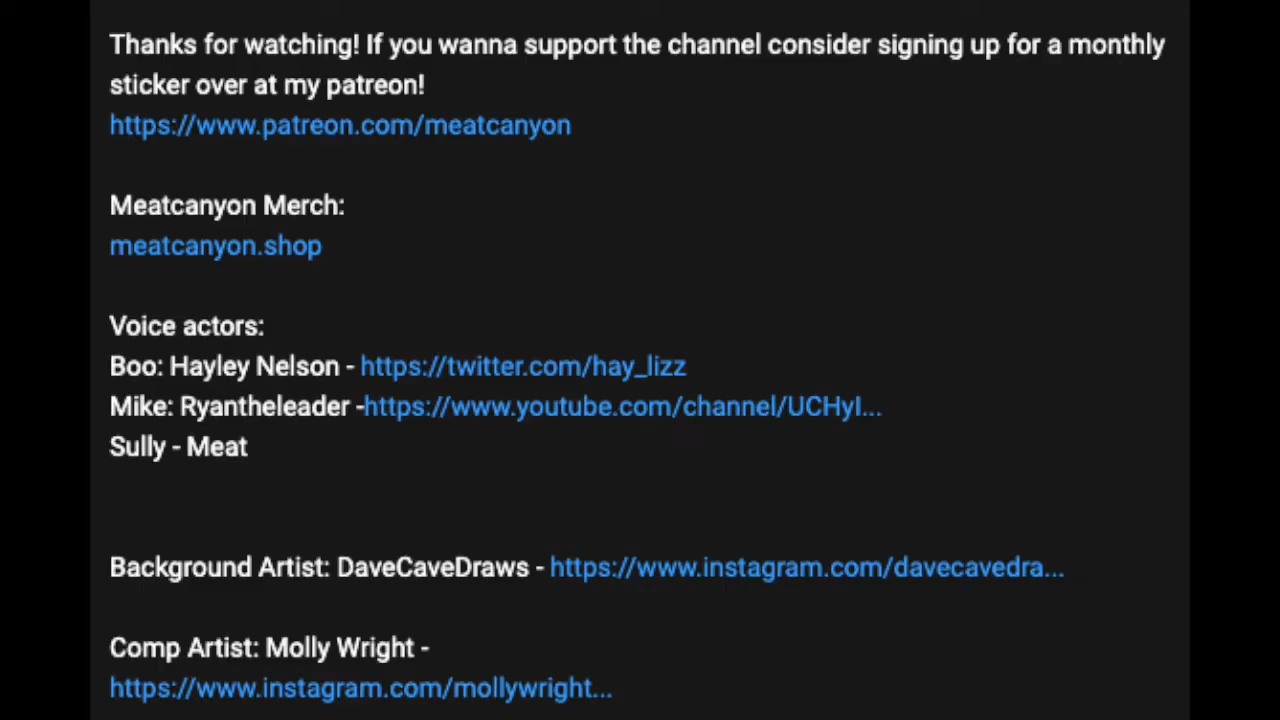 Thanks for watching! If you wanna support the channel consider signing up for a monthly
sticker over at my patreon!
https://www.patreon.com/meatcanyon
Meatcanyon Merch:
meatcanyon.shop
Voice actors:
Boo: Hayley Nelson - https://twitter.com/hay_lizz
Mike: Ryantheleader -https://www.youtube.com/channel/UCHyI...
Sully - Meat
Background Artist: DaveCaveDraws - https://www.instagram.com/davecavedra...
Comp Artist: Molly Wright -
https://www.instagram.com/mollywright...